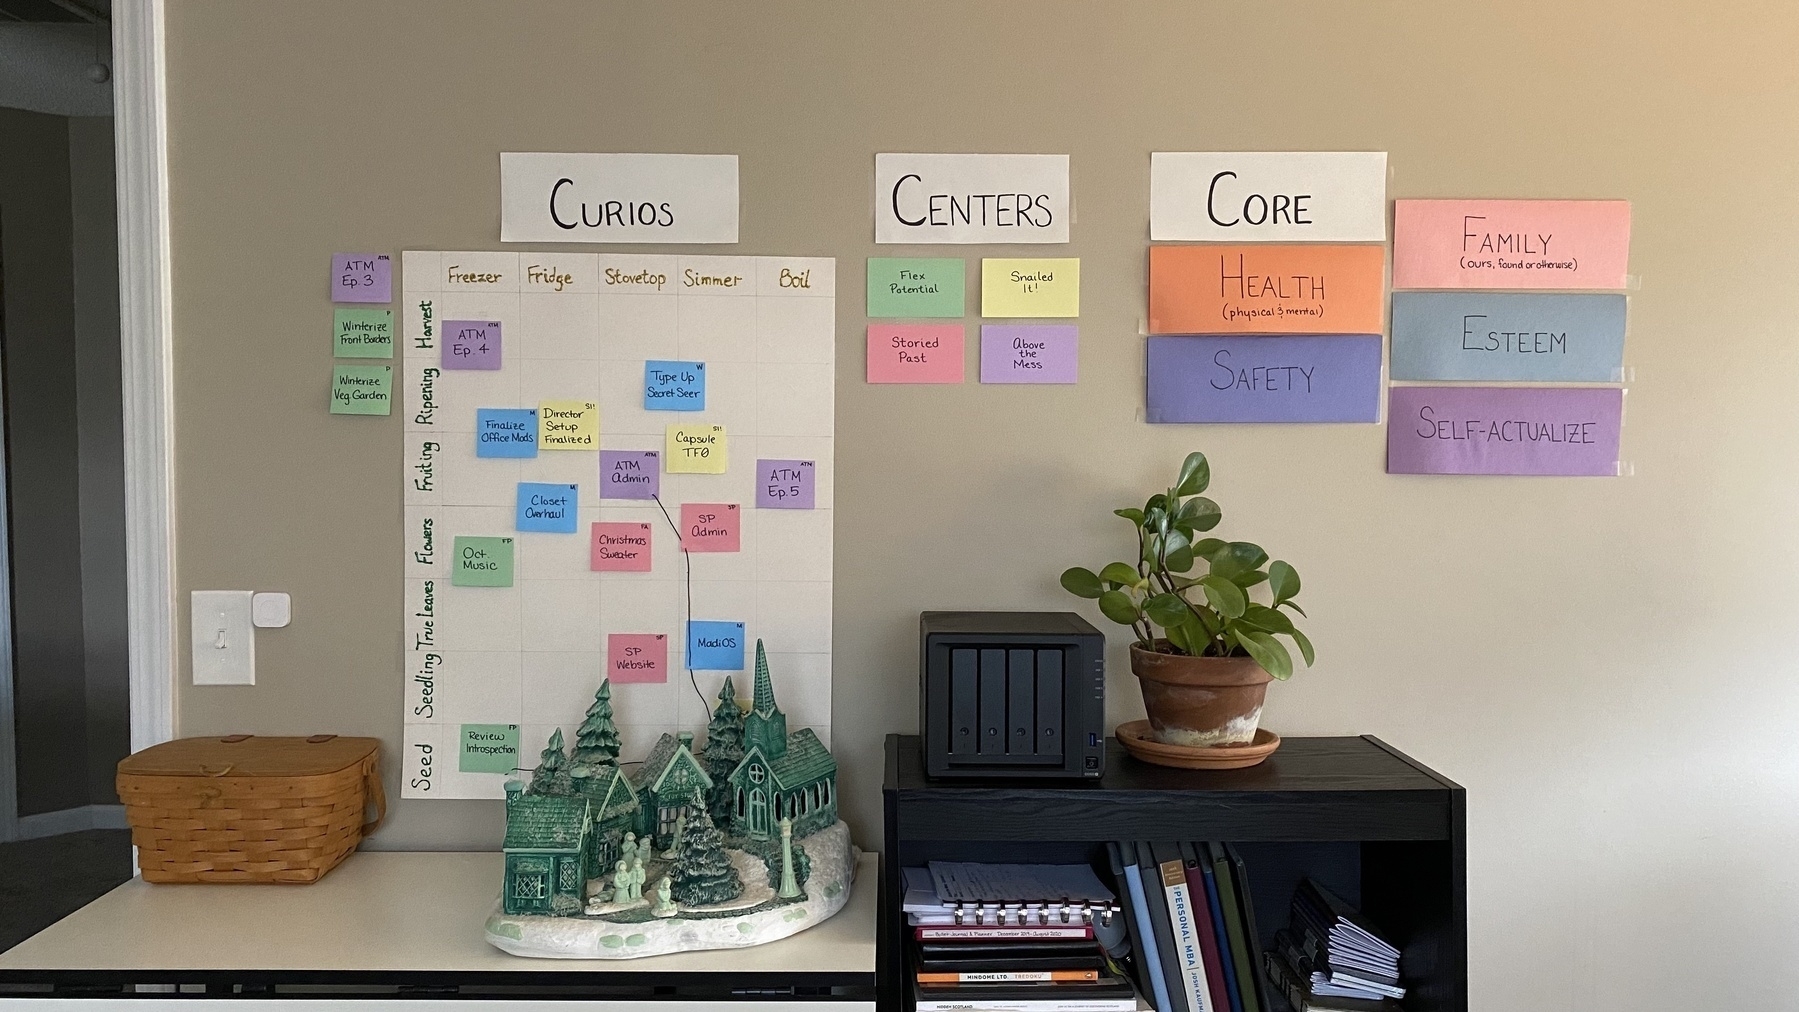 CURIOS
CENTERS
CORE
FAMILY
(ours, found or otherwise)
HEALTH
(physical & mental)
ESTEEM
SAFETY
SELF-ACTUALIZE
Flex
Potential
Snailed
It!
Storied
Past
Above
the
Mess
ATM
ATM
Ep. 3
P
Winterize
Front Borders
P
Winterize
Veg Garden
Freezer
Fridge
Stovetop
Simmer
Boil
Harvest
Ripening
Fruiting
Flowers
True Leaves
Seedling
Seed
ATM
ATM
Ep. 4
W
Type Up
Secret Seer
M
Finalize
Office Mods
SI!
Director
Setup
Finalized
SI!
Capsule
TFØ
ATM
ATM
Admin
ATM
ATM
Ep. 5
M
Closet
Overhaul
SP
SP
Admin
FA
Christmas
Sweater
FP
Oct.
Music
M
MadiOS
SP
SP
Website
FP
Review
Introspection
Bullet Journal & Planner December 2019-August 2020
MINDOME LTD. TREDOKU
HIDDEN SCOTLAND
THE PERSONAL MBA
JOSH KAUFM